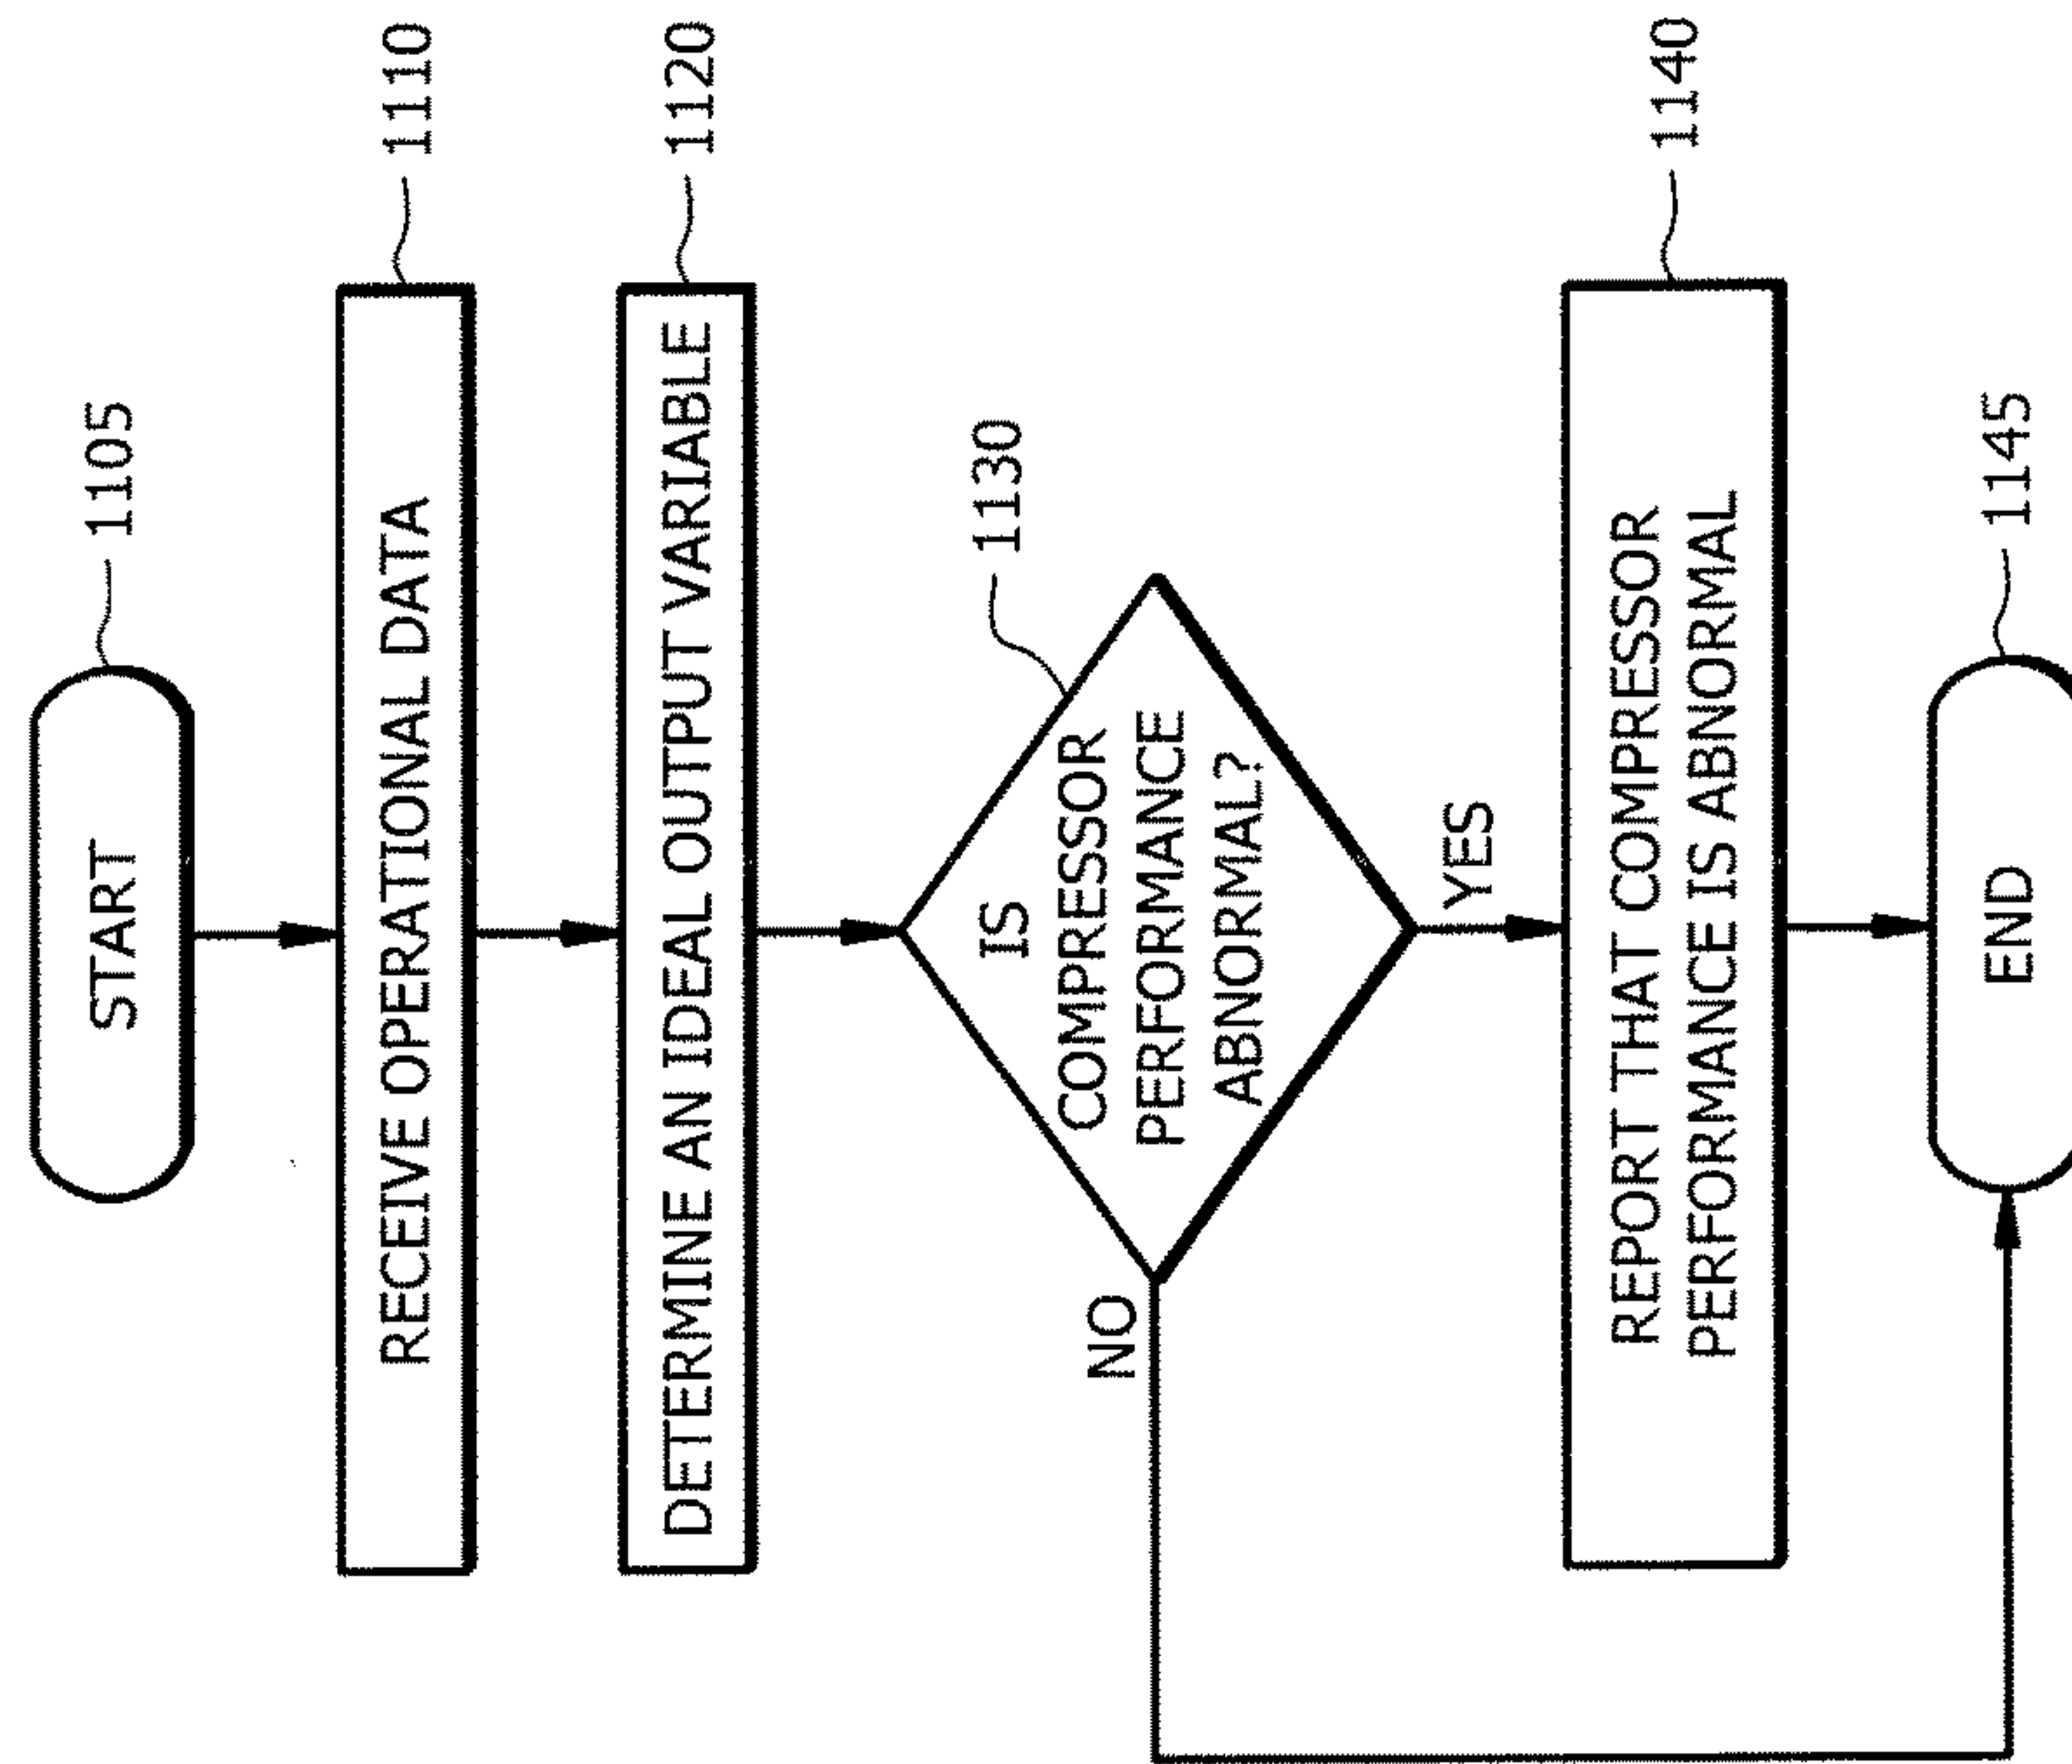 START
1105
RECEIVE OPERATIONAL DATA
1110
DETERMINE AN IDEAL OUTPUT VARIABLE
1120
IS
COMPRESSOR
PERFORMANCE
ABNORMAL?
1130
NO
YES
REPORT THAT COMPRESSOR
PERFORMANCE IS ABNORMAL
1140
END
1145